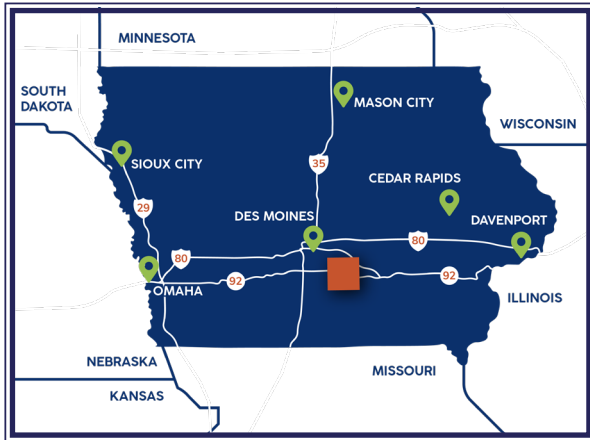 MINNESOTA
SOUTH
DAKOTA
MASON CITY
WISCONSIN
SIOUX CITY
35
CEDAR RAPIDS
29
DES MOINES
DAVENPORT
80
80
92
92
OMAHA
ILLINOIS
NEBRASKA
MISSOURI
KANSAS